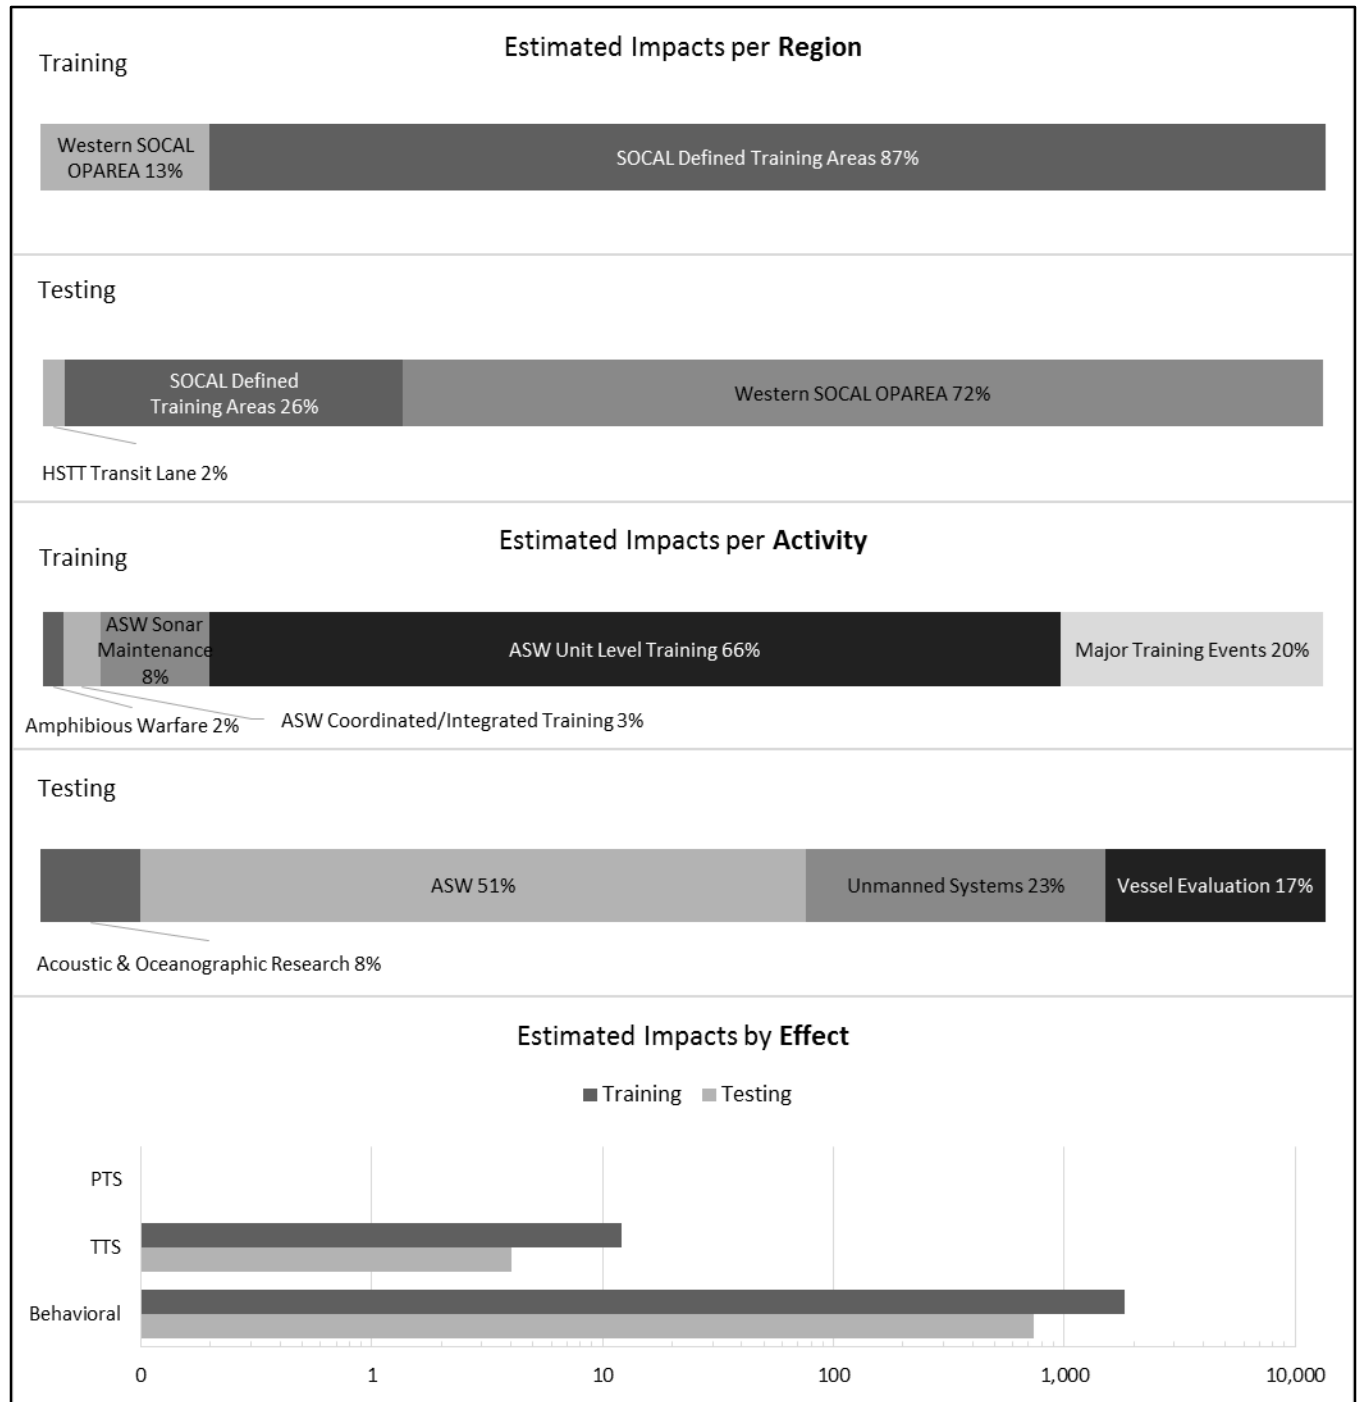 Estimated Impacts per Region
Training
Western SOCAL
OPAREA 13%
SOCAL Defined Training Areas 87%
Testing
SOCAL Defined
Training Areas 26%
Western SOCAL OPAREA 72%
HSTT Transit Lane 2%
Estimated Impacts per Activity
Training
ASW Sonar
Maintenance
8%
ASW Unit Level Training 66%
Major Training Events 20%
Amphibious Warfare 2%
ASW Coordinated/Integrated Training 3%
Testing
ASW 51%
Unmanned Systems 23%
Vessel Evaluation 17%
Acoustic & Oceanographic Research 8%
Estimated Impacts by Effect
Training Testing
PTS
TTS
Behavioral
0 1 10 100 1,000 10,000